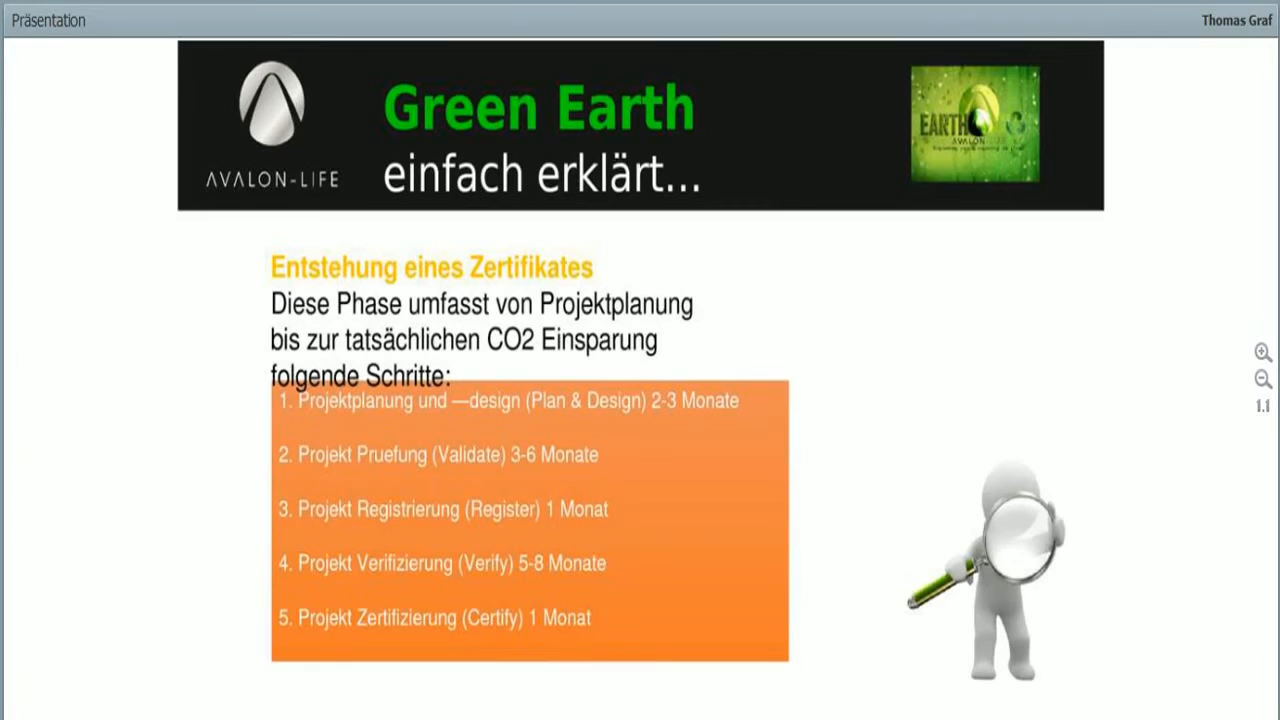 Präsentation
Thomas Graf
AVALON-LIFE
Green Earth
einfach erklärt...
EARTH
AVALON-LIFE
Entstehung eines Zertifikates
Diese Phase umfasst von Projektplanung
bis zur tatsächlichen CO2 Einsparung
folgende Schritte:
1. Projektplanung und —design (Plan & Design) 2-3 Monate
2. Projekt Pruefung (Validate) 3-6 Monate
3. Projekt Registrierung (Register) 1 Monat
4. Projekt Verifizierung (Verify) 5-8 Monate
5. Projekt Zertifizierung (Certify) 1 Monat
1:1